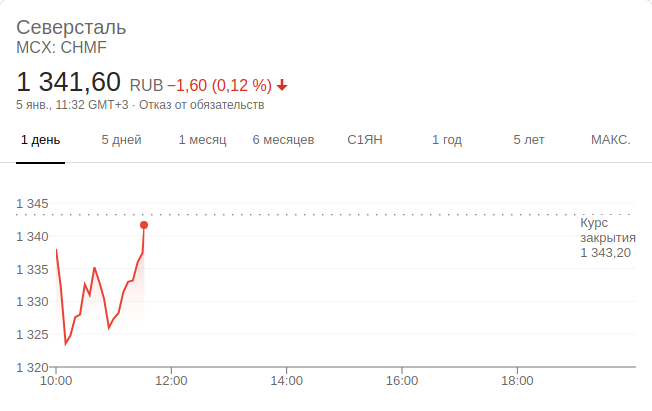 Северсталь
MCX: CHMF
1 341,60 RUB −1,60 (0,12 %)
5 янв., 11:32 GMT+3 · Отказ от обязательств
1 день 5 дней 1 месяц 6 месяцев С1ЯН 1 год 5 лет МАКС.
1 345
Курс
закрытия
1 343,20
1 340
1 335
1 330
1 325
1 320
10:00 12:00 14:00 16:00 18:00